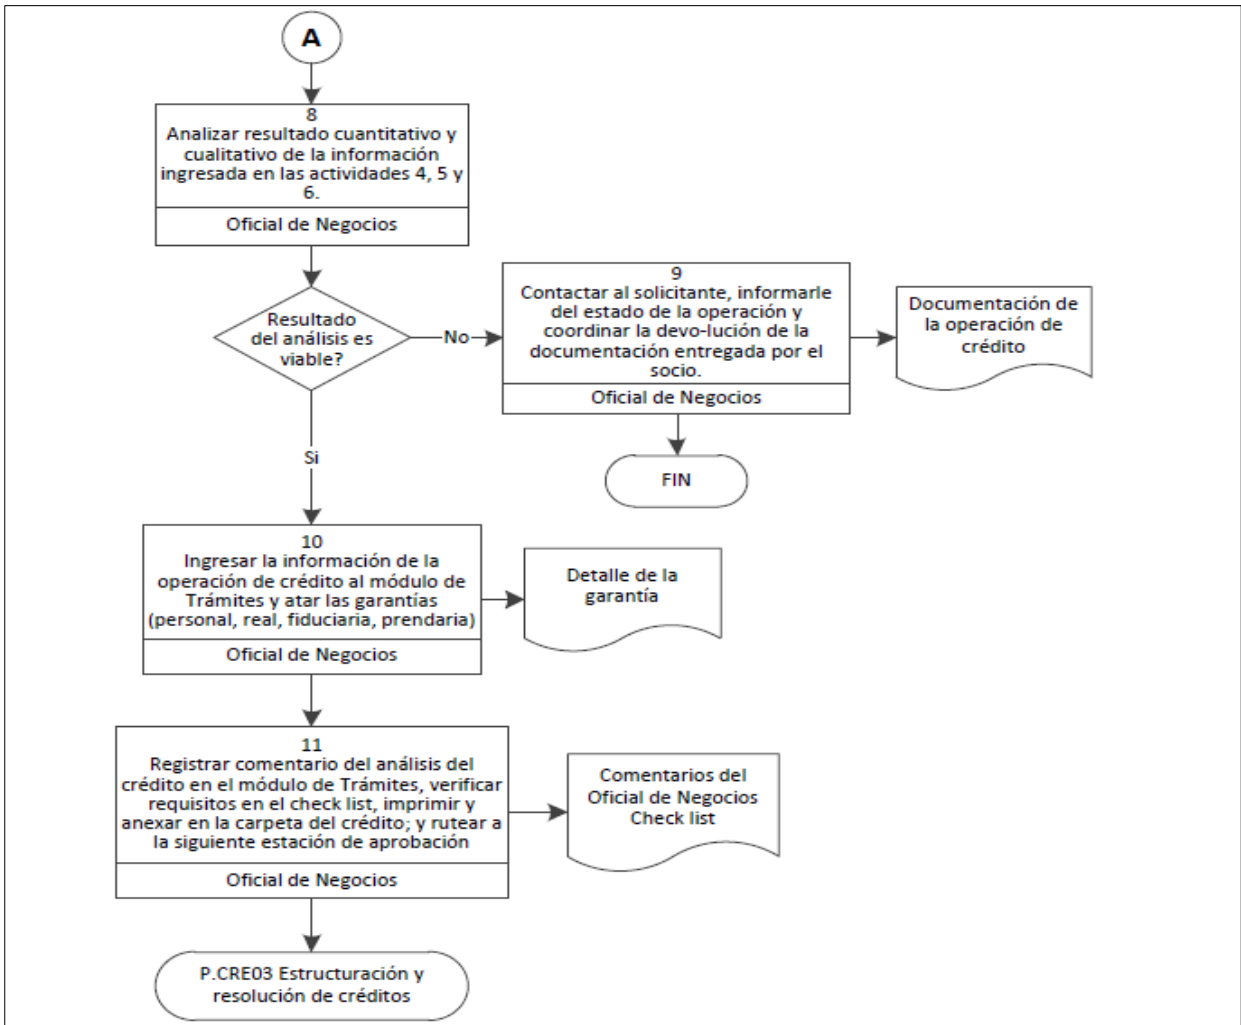 A
8
Analizar resultado cuantitativo y
cualitativo de la información
ingresada en las actividades 4, 5 y
6.
Oficial de Negocios
Resultado
del análisis es
viable?
No
9
Contactar al solicitante, informarle
del estado de la operación y
coordinar la devo-lución de la
documentación entregada por el
socio.
Oficial de Negocios
Documentación de
la operación de
crédito
FIN
Si
10
Ingresar la información de la
operación de crédito al módulo de
Trámites y atar las garantías
(personal, real, fiduciaria, prendaria)
Oficial de Negocios
Detalle de la
garantía
11
Registrar comentario del análisis del
crédito en el módulo de Trámites, verificar
requisitos en el check list, imprimir y
anexar en la carpeta del crédito; y rutear a
la siguiente estación de aprobación
Oficial de Negocios
Comentarios del
Oficial de Negocios
Check list
P.CRE03 Estructuración y
resolución de créditos